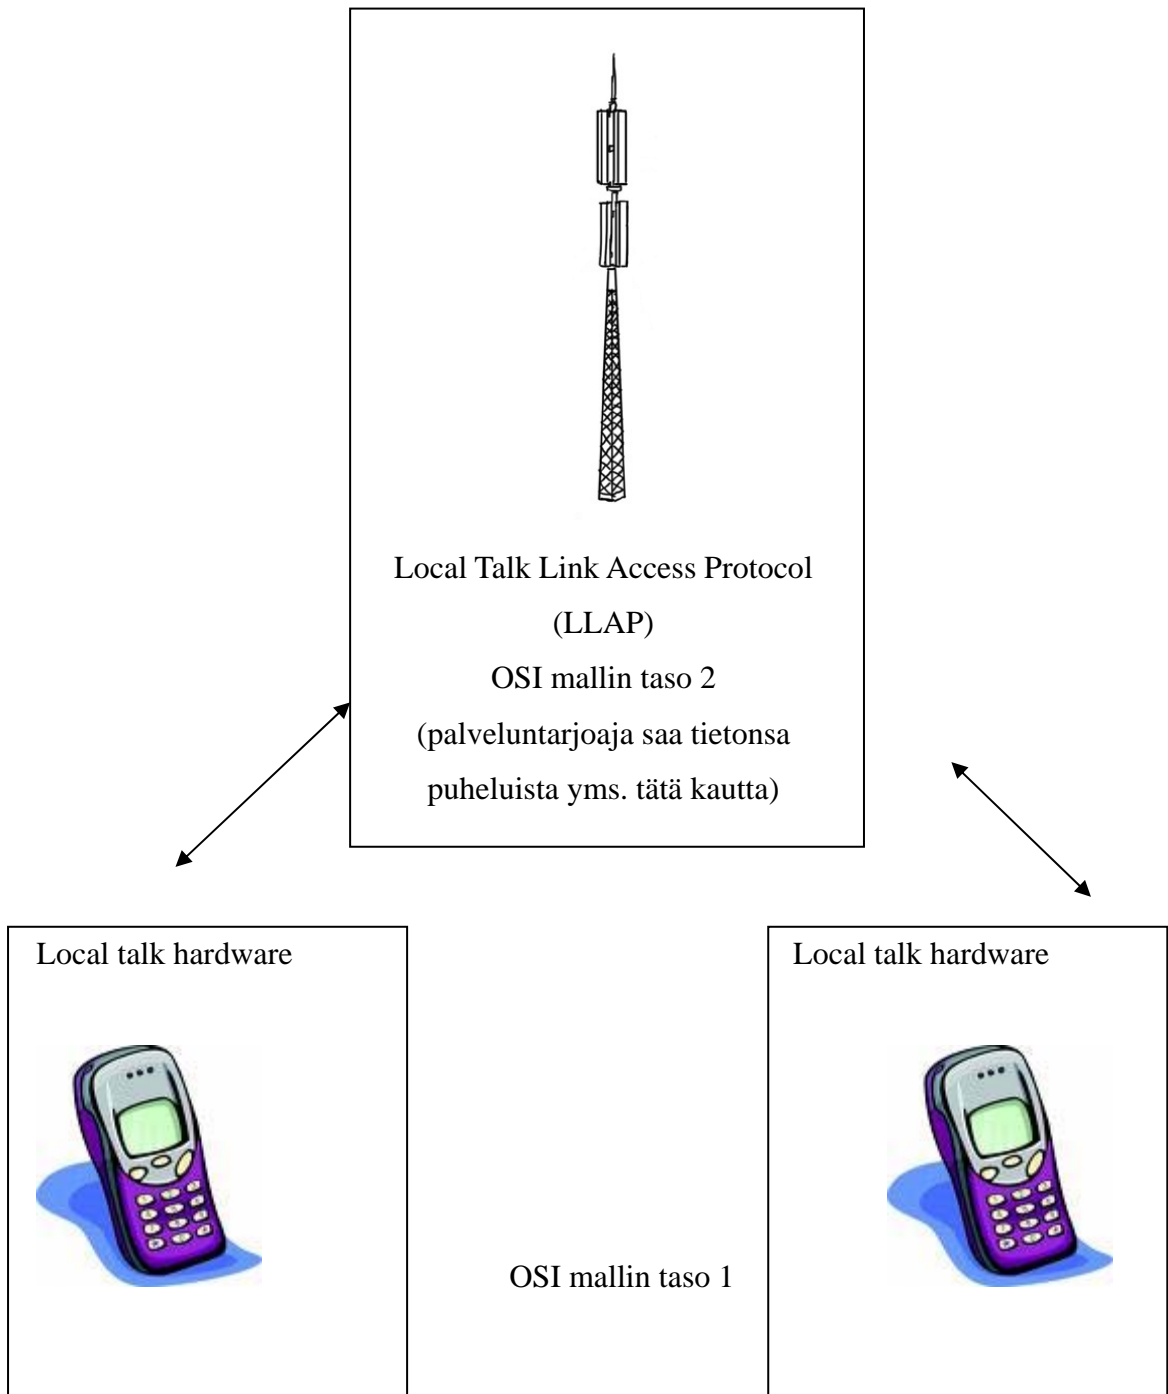 Local Talk Link Access Protocol
(LLAP)
OSI mallin taso 2
(palveluntarjoaja saa tietonsa
puheluista yms. tätä kautta)
Local talk hardware
Local talk hardware
OSI mallin taso 1